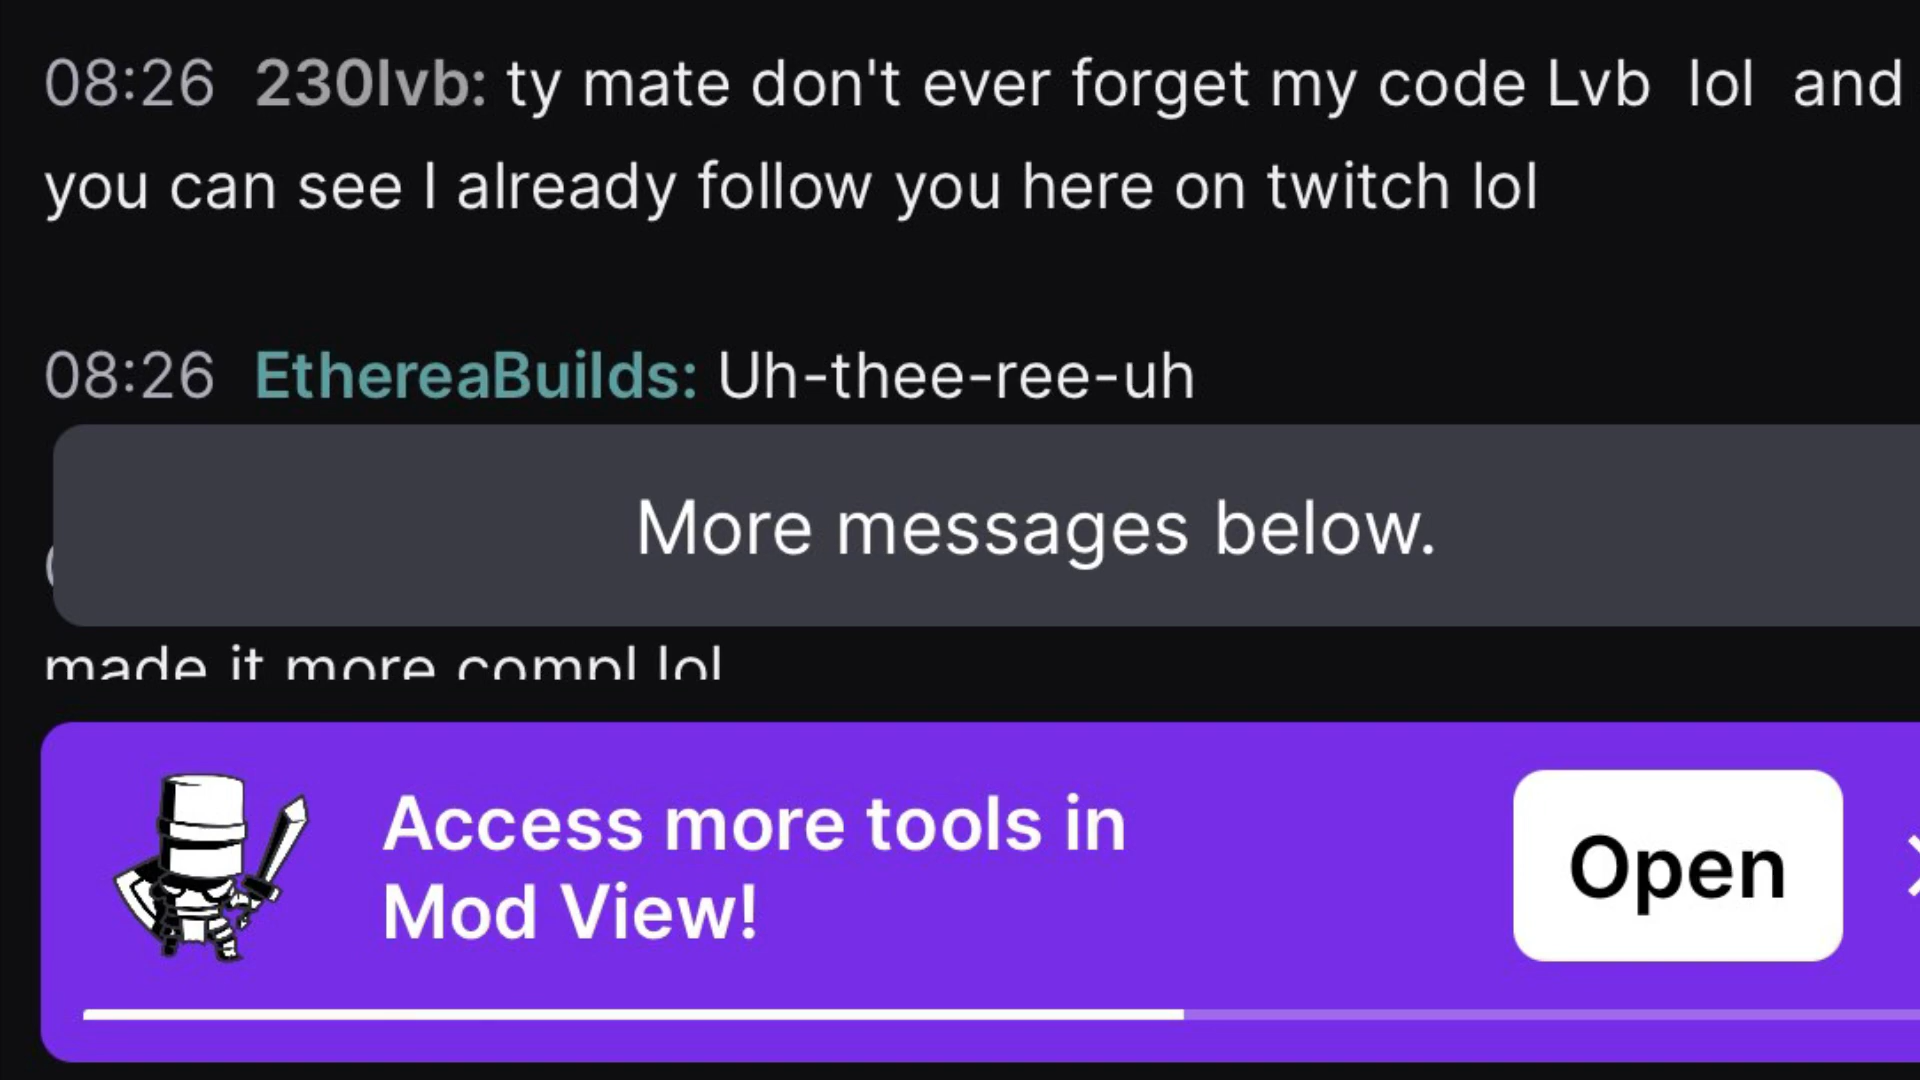 08:26 230lvb: ty mate don't ever forget my code Lvb lol and
you can see I already follow you here on twitch lol
08:26 EthereaBuilds: Uh-thee-ree-uh
More messages below.
made it more compl lol
Access more tools in
Mod View!
Open